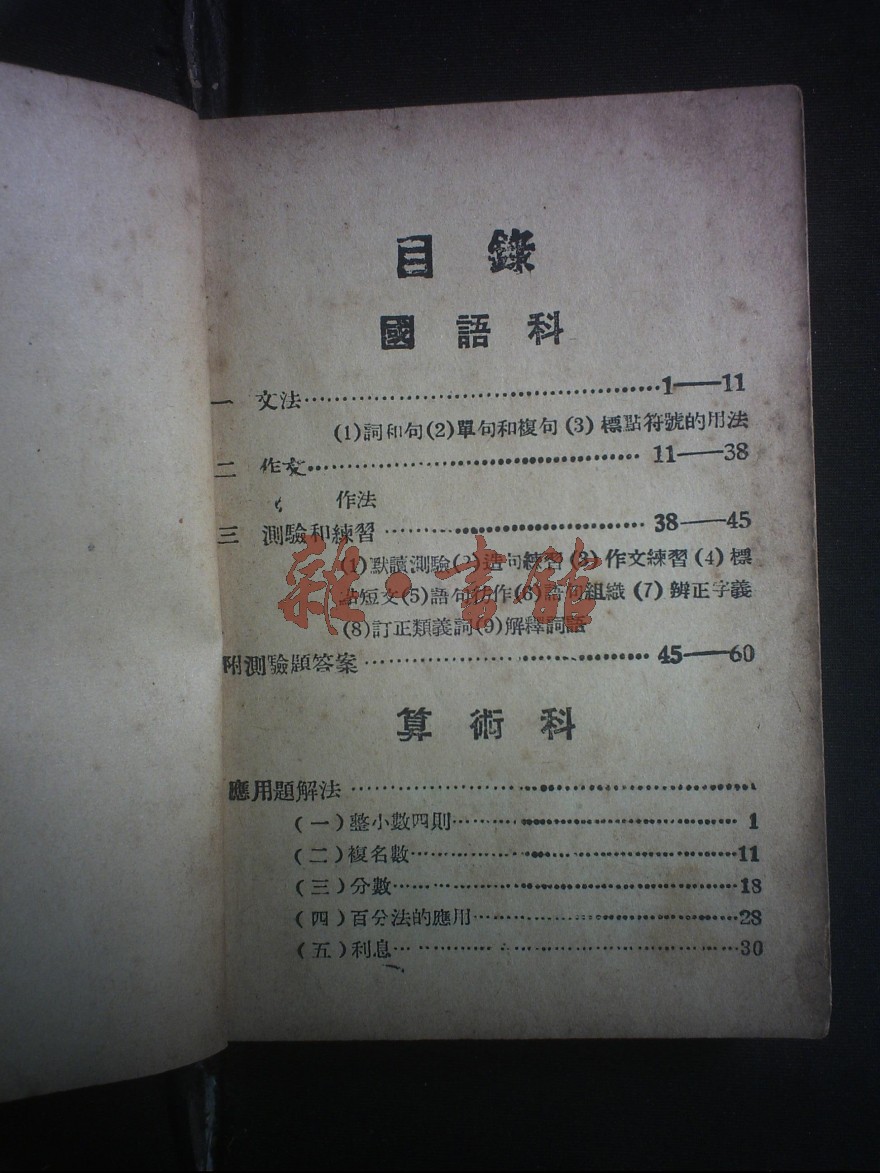 目錄
國語科
一 文法…………………………………1——11
(1)詞和句(2)單句和複句(3)標點符號的用法
二 作文…………………………………11——38
作法
三 測驗和練習…………………………38——45
(1)默讀測驗(2)造句練習(3)作文練習(4)標
點短文(5)語句仿作(6)語句組織(7)辨正字義
(8)訂正類義詞(9)解釋詞語
附測驗題答案……………………………45——60
算術科
應用題解法…………………………………
(一)整小數四則…………………………1
(二)複名數………………………………11
(三)分數…………………………………18
(四)百分法的應用………………………28
(五)利息…………………………………30
雜·書館